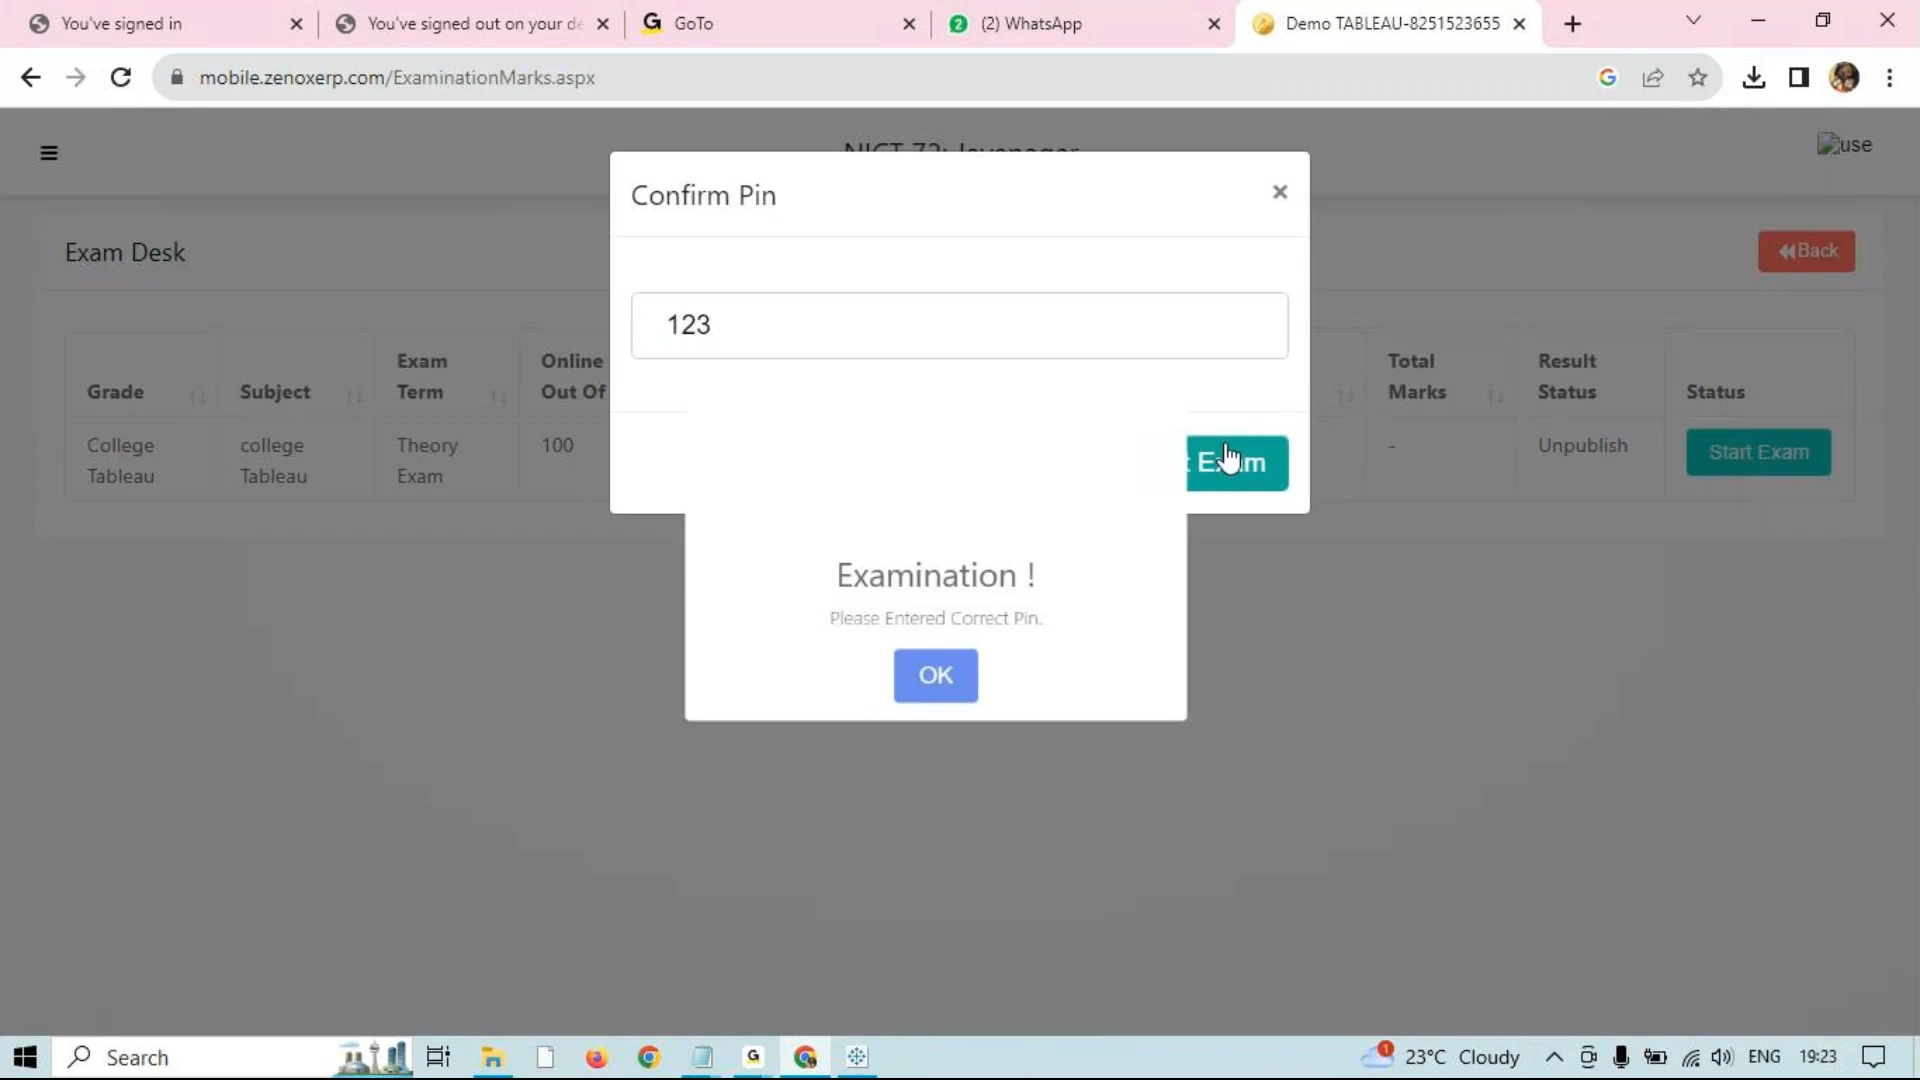 You've signed in
You've signed out on your de
G GoTo
2 (2) WhatsApp
Demo TABLEAU-8251523655
mobile.zenoxerp.com/ExaminationMarks.aspx
use
Confirm Pin
Exam Desk
Back
123
Grade
Subject
Exam Term
Online Out Of
Total Marks
Result Status
Status
College Tableau
college Tableau
Theory Exam
100
-
Unpublish
Start Exam
t Exam
Examination !
Please Entered Correct Pin.
OK
Search
G
1
23°C Cloudy
ENG
19:23